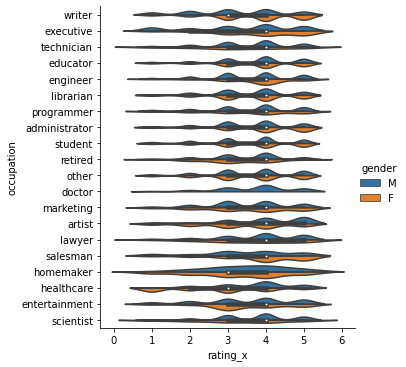 writer
executive
technician
educator
engineer
librarian
programmer
administrator
student
retired
other
doctor
marketing
artist
lawyer
salesman
homemaker
healthcare
entertainment
scientist
occupation
0 1 2 3 4 5 6
rating_x
gender
M
F